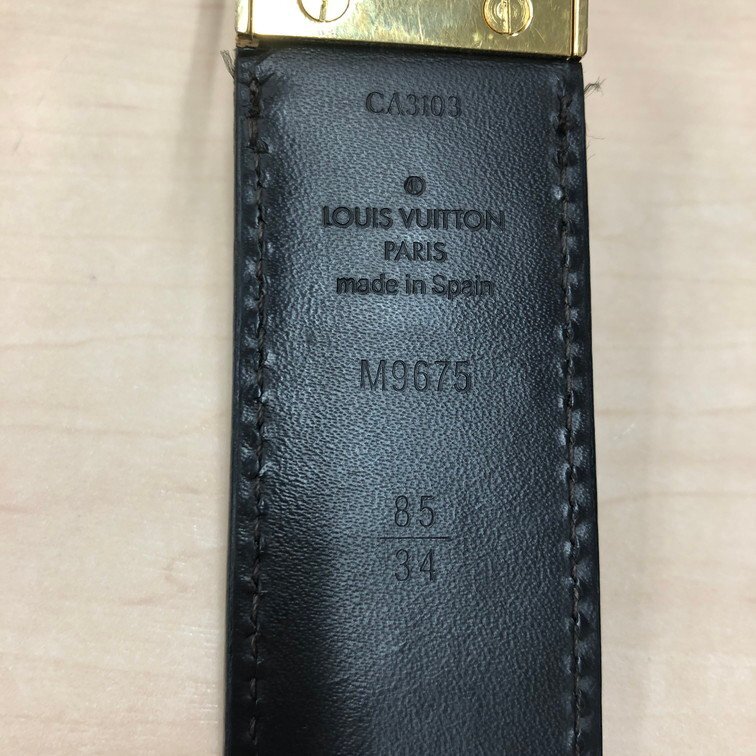 CA3103
LOUIS VUITTON
PARIS
made in Spain
M9675
85
34